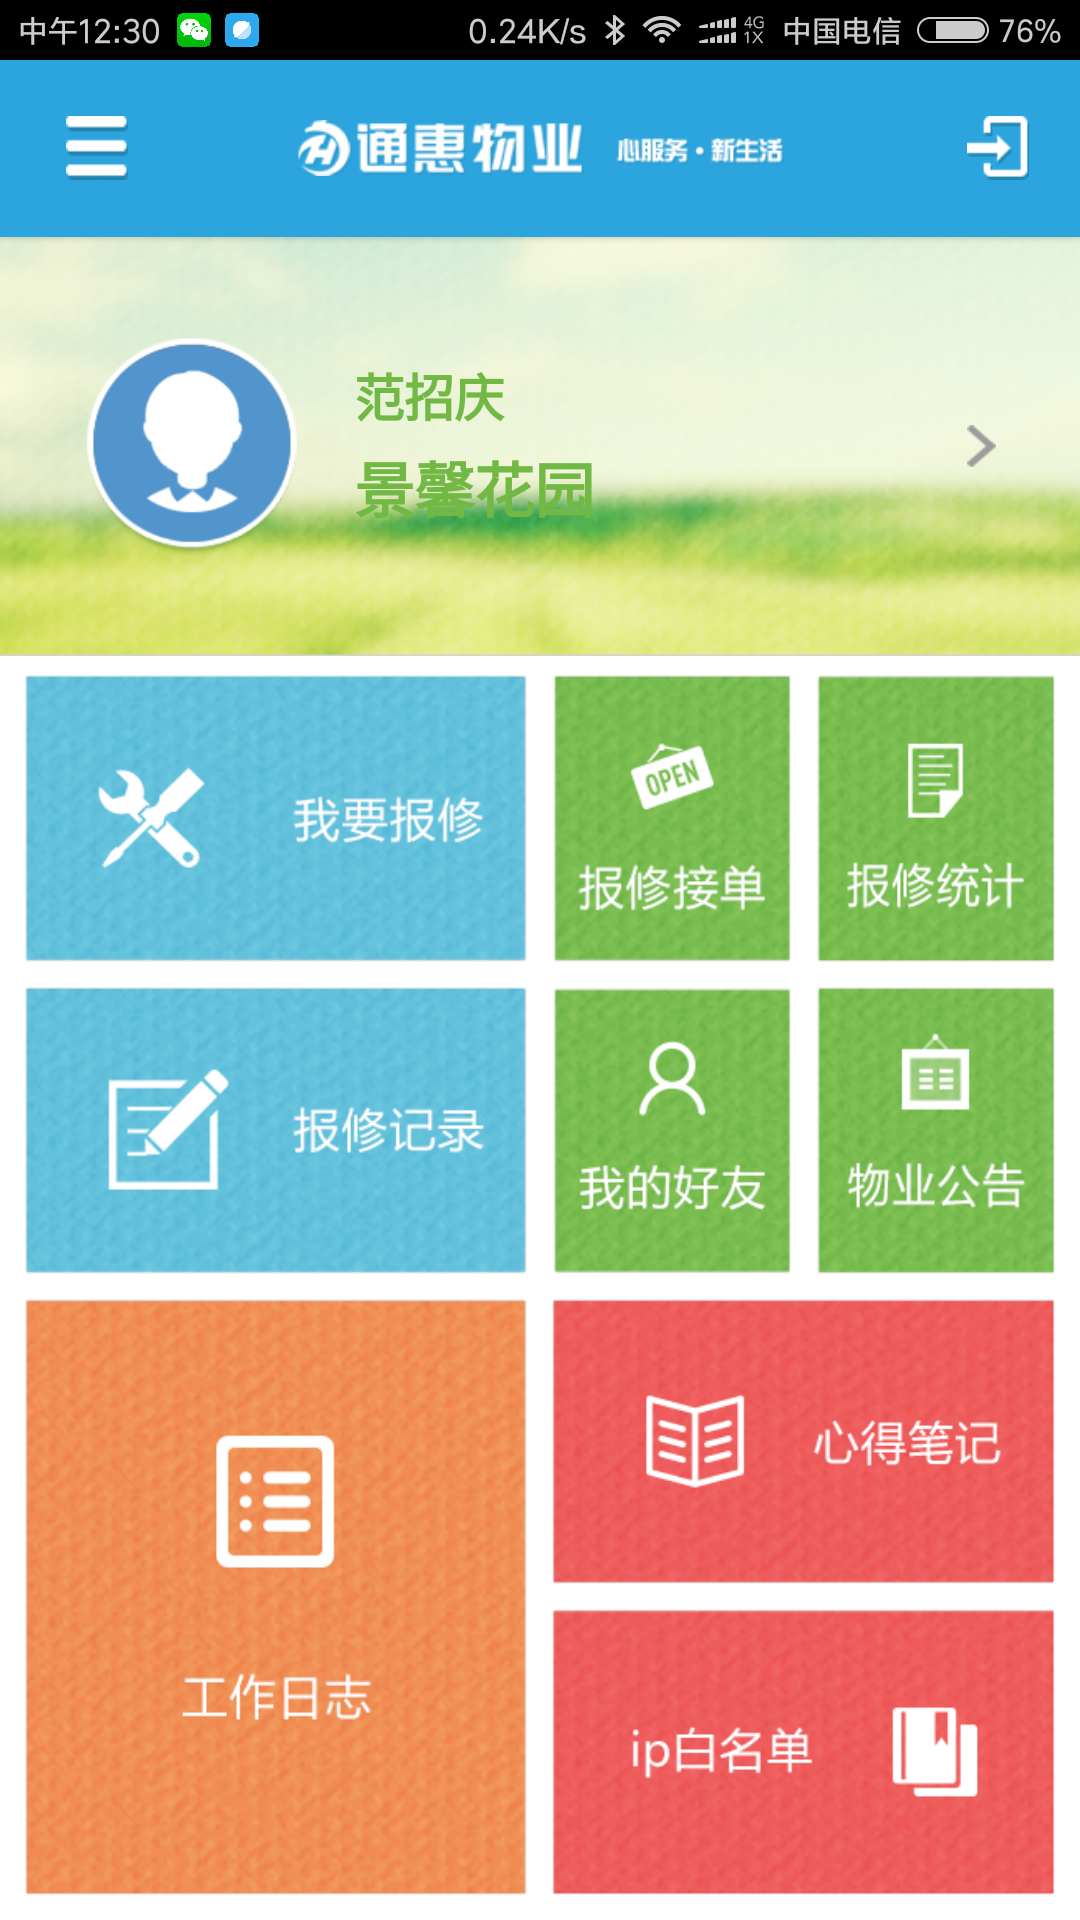 中午12:30 0.24K/s 4G 1X 中国电信 76%
通惠物业 心服务·新生活
范招庆
景馨花园
我要报修
OPEN
报修接单
报修统计
报修记录
我的好友
物业公告
心得笔记
工作日志
ip白名单